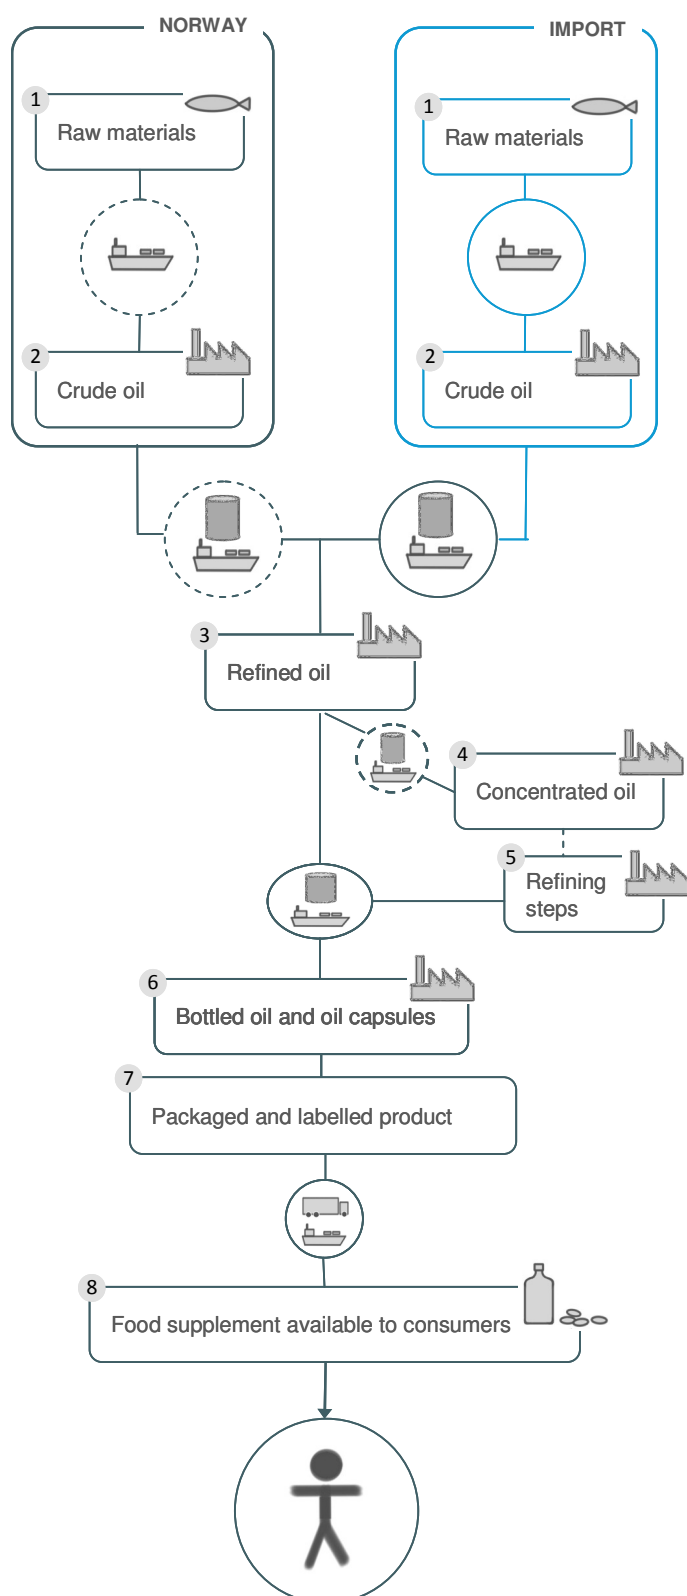 NORWAY
IMPORT
1
Raw materials
1
Raw materials
2
Crude oil
2
Crude oil
3
Refined oil
4
Concentrated oil
5
Refining
steps
6
Bottled oil and oil capsules
7
Packaged and labelled product
8
Food supplement available to consumers